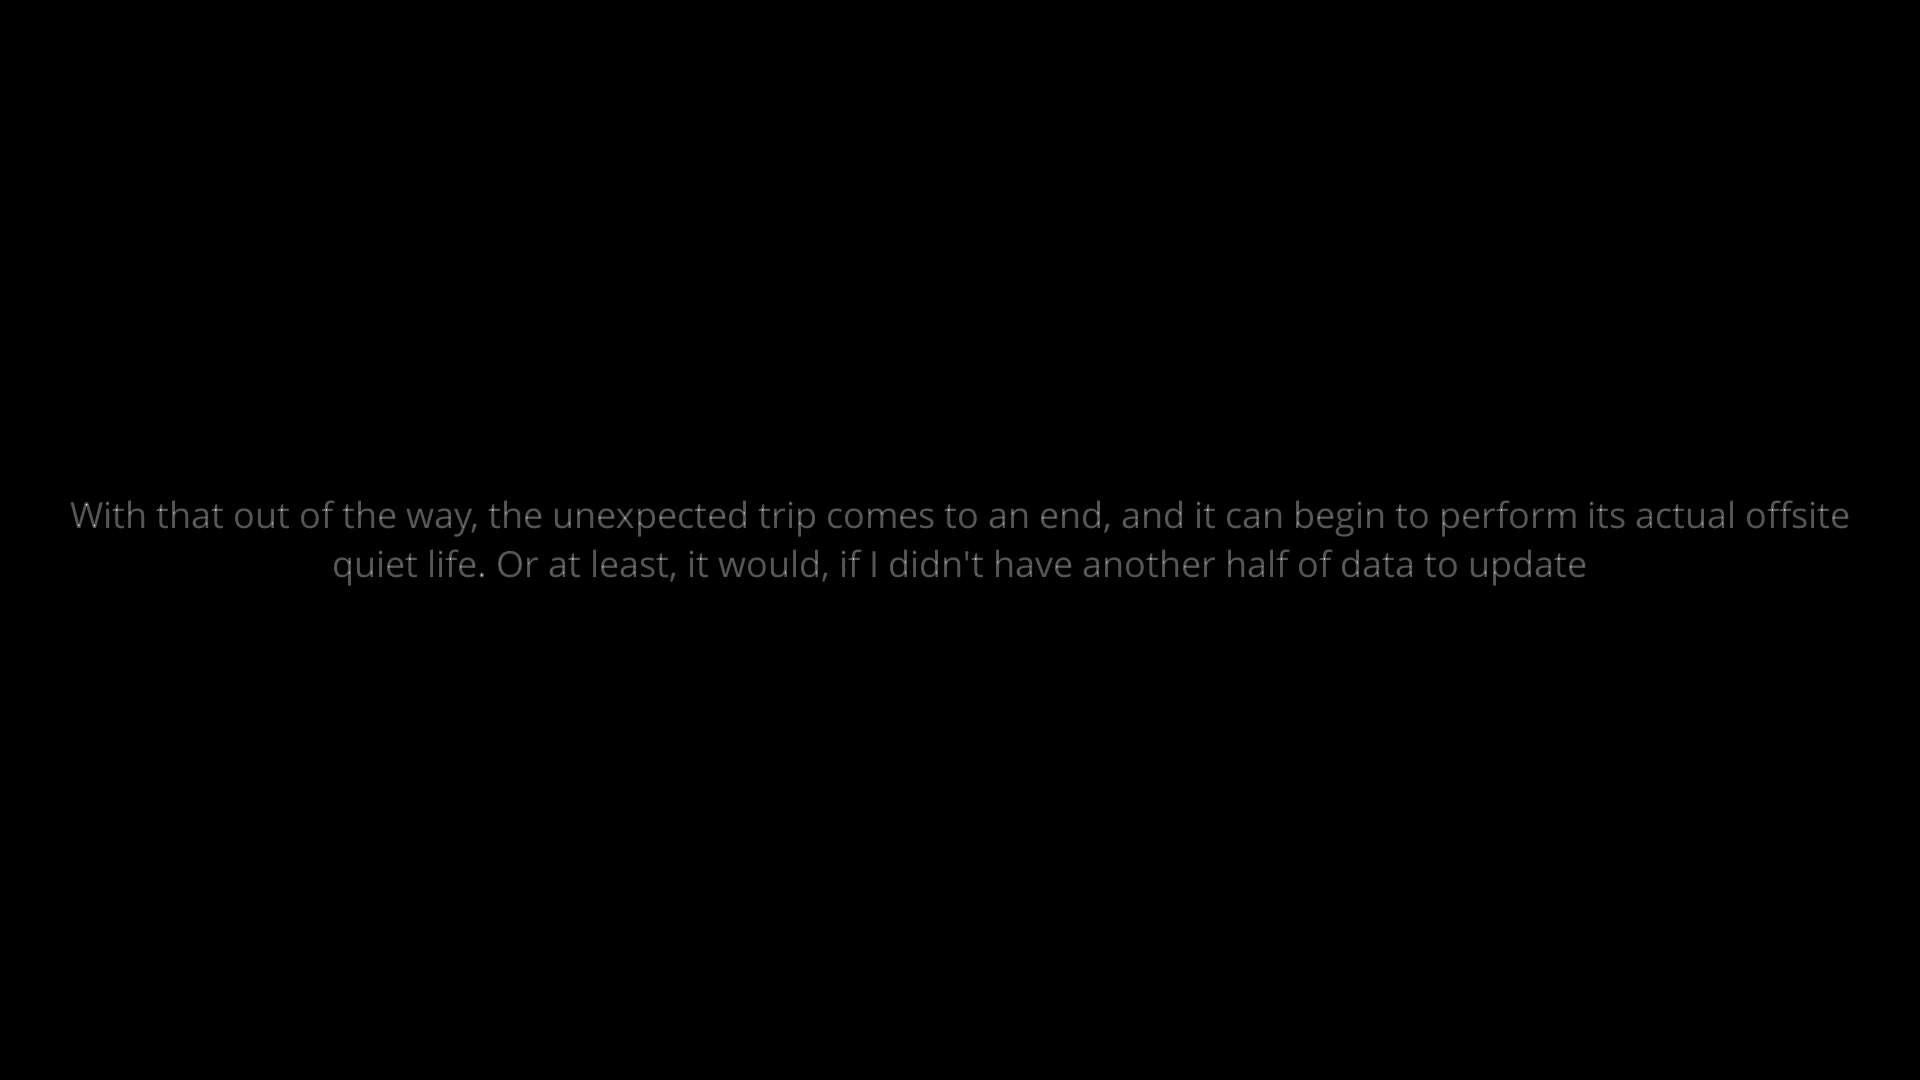 With that out of the way, the unexpected trip comes to an end, and it can begin to perform its actual offsite
quiet life. Or at least, it would, if I didn't have another half of data to update